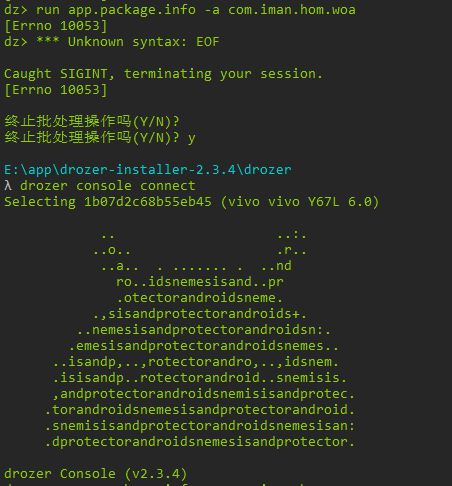 dz> run app.package.info -a com.iman.hom.woa
[Errno 10053]
dz> *** Unknown syntax: EOF
Caught SIGINT, terminating your session.
[Errno 10053]
终止批处理操作吗(Y/N)?
终止批处理操作吗(Y/N)? y
E:\app\drozer-installer-2.3.4\drozer
λ drozer console connect
Selecting 1b07d2c68b55eb45 (vivo vivo Y67L 6.0)
.. ..:.
..o.. .r..
..a.. . ....... . ..nd
ro..idsnemesisand..pr
.otectorandroidsneme.
.,sisandprotectorandroids+.
..nemesisandprotectorandroidsn:.
.emesisandprotectorandroidsnemes..
..isandp,..,rotectorandro,..,idsnem.
.isisandp..rotectorandroid..snemisis.
,andprotectorandroidsnemisisandprotec.
.torandroidsnemesisandprotectorandroid.
.snemisisandprotectorandroidsnemesisan:
.dprotectorandroidsnemesisandprotector.
drozer Console (v2.3.4)